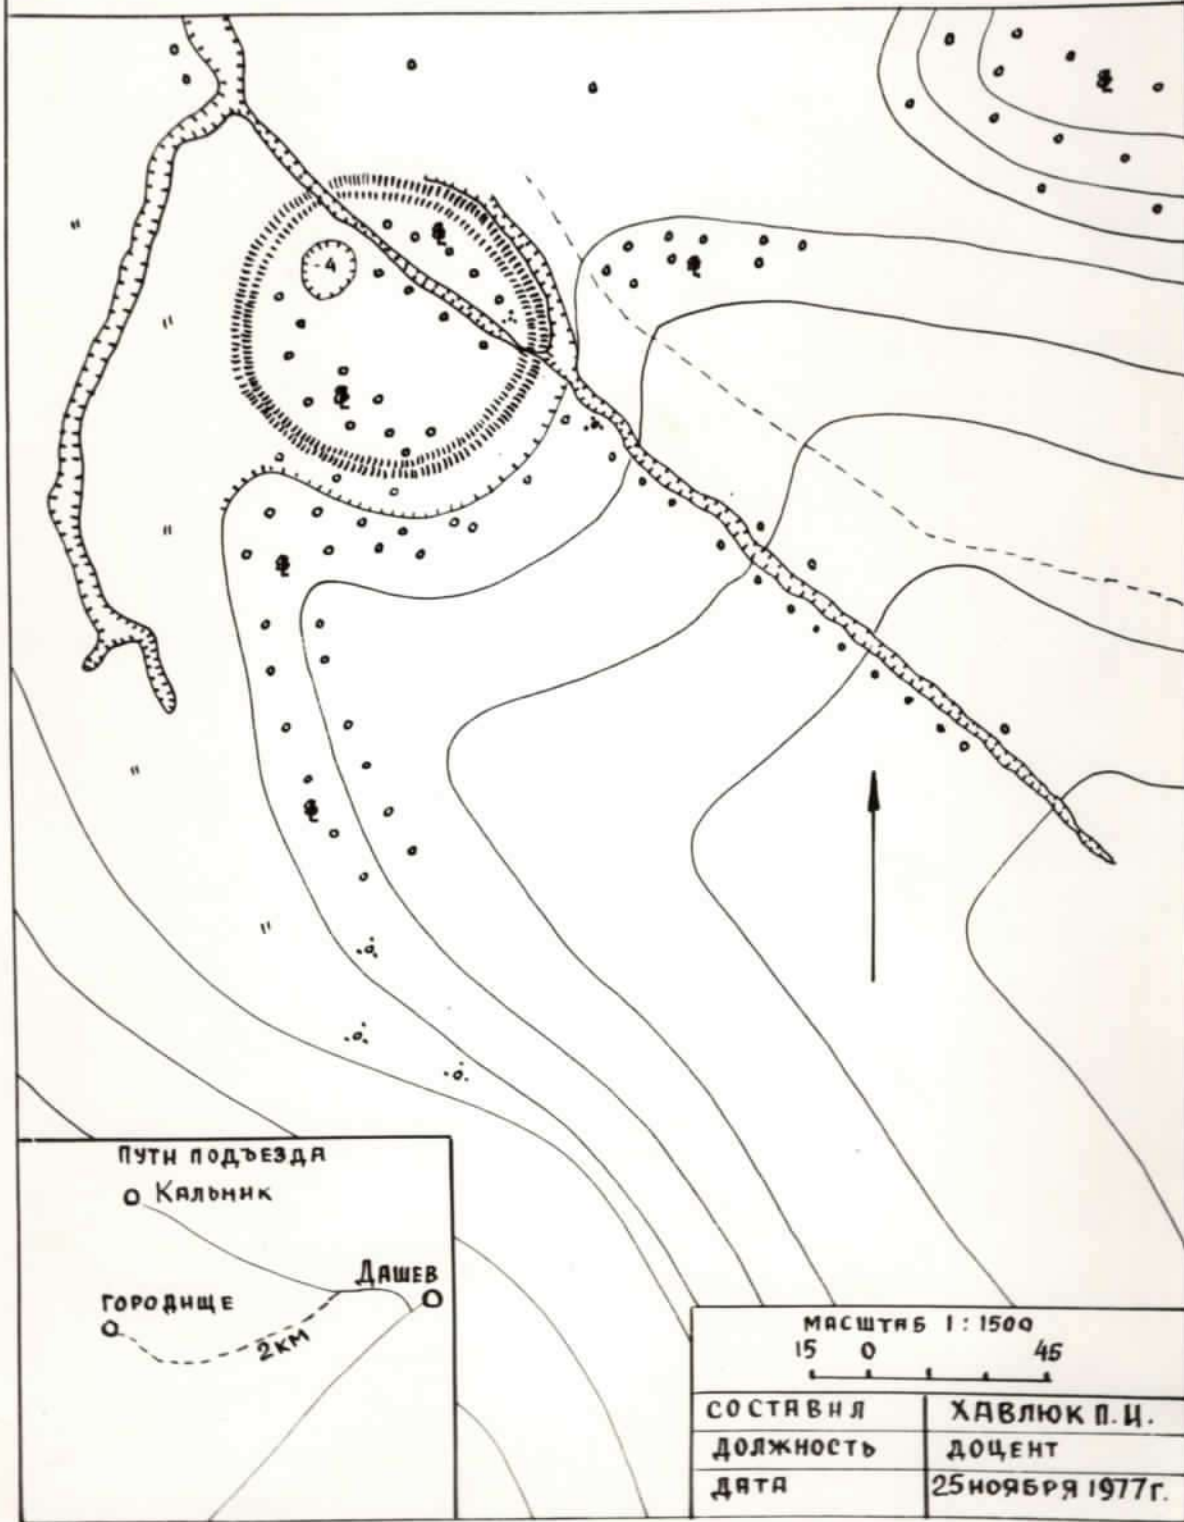 -4
ПУТИ ПОДЪЕЗДА
Кальник
Дашев
ГОРОДИЩЕ
2км
МАСШТАБ 1:1500
15 0 45
СОСТАВИЛ ХАВЛЮК П.И.
ДОЛЖНОСТЬ ДОЦЕНТ
ДАТА 25 НОЯБРЯ 1977г.